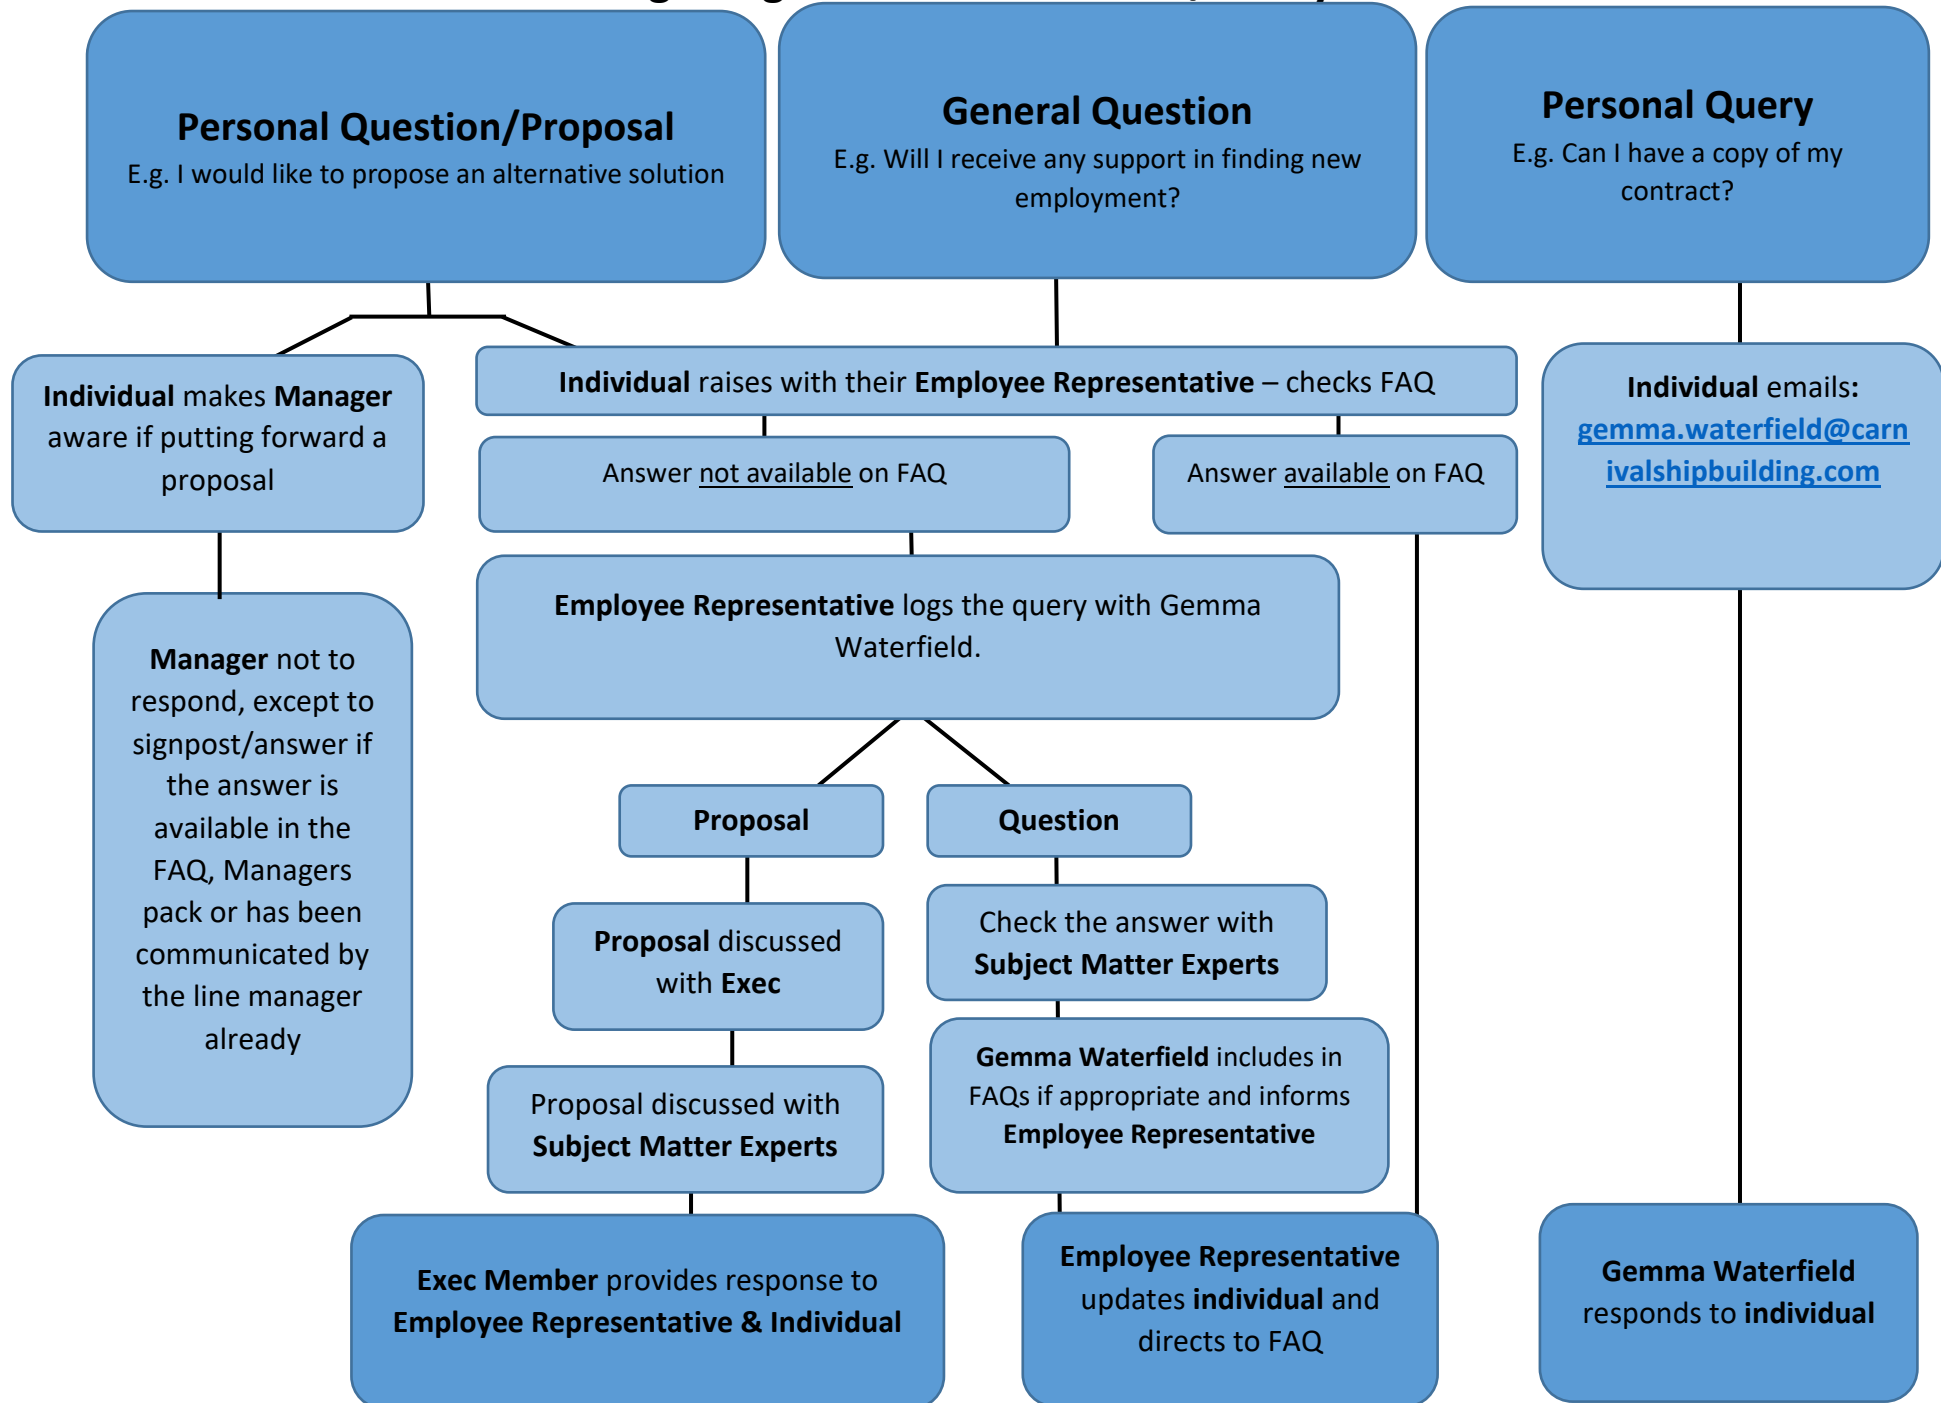 Personal Question/Proposal
E.g. I would like to propose an alternative solution
General Question
E.g. Will I receive any support in finding new
employment?
Personal Query
E.g. Can I have a copy of my
contract?
Individual makes Manager
aware if putting forward a
proposal
Individual raises with their Employee Representative – checks FAQ
Individual emails:
gemma.waterfield@carn
ivalshipbuilding.com
Answer not available on FAQ
Answer available on FAQ
Employee Representative logs the query with Gemma
Waterfield.
Manager not to
respond, except to
signpost/answer if
the answer is
available in the
FAQ, Managers
pack or has been
communicated by
the line manager
already
Proposal
Question
Proposal discussed
with Exec
Check the answer with
Subject Matter Experts
Proposal discussed with
Subject Matter Experts
Gemma Waterfield includes in
FAQs if appropriate and informs
Employee Representative
Exec Member provides response to
Employee Representative & Individual
Employee Representative
updates individual and
directs to FAQ
Gemma Waterfield
responds to individual